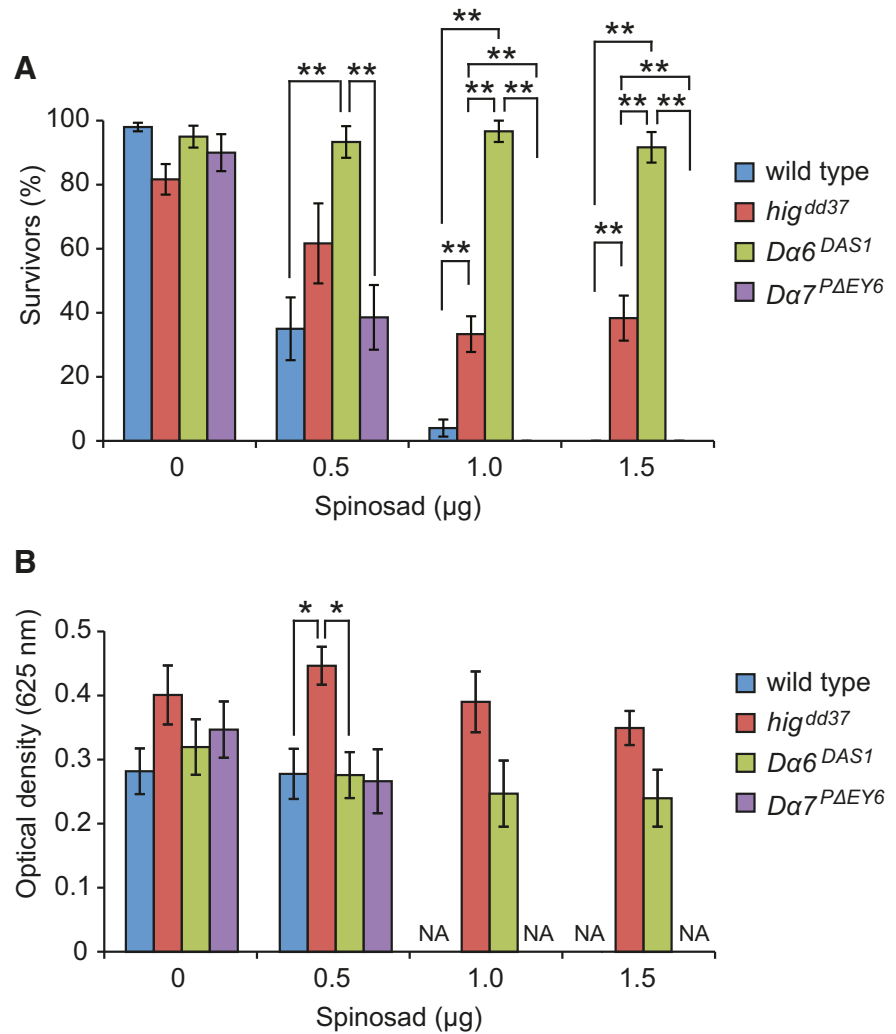 A
** **
**
**
** **
**
**
**
** **
**
100
80
60
40
20
0
Survivors (%)
0 0.5 1.0 1.5
Spinosad (µg)
wild type
hig^dd37
Dα6^DAS1
Dα7^PΔEY6
B
* *
0.5
0.4
0.3
0.2
0.1
0
Optical density (625 nm)
NA NA NA NA
0 0.5 1.0 1.5
Spinosad (µg)
wild type
hig^dd37
Dα6^DAS1
Dα7^PΔEY6